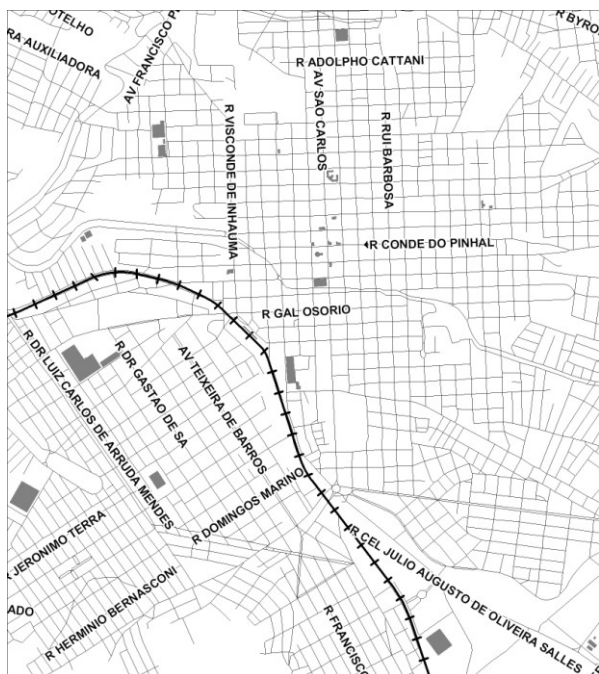 OTELHO
RA AUXILIADORA
AV FRANCISCO P
R ADOLPHO CATTANI
R BYRO
AV SAO CARLOS
R RUI BARBOSA
R VISCONDE DE INHAUMA
R CONDE DO PINHAL
R GAL OSORIO
R DR LUIZ CARLOS DE ARRUDA MENDES
R DR GASTAO DE SA
AV TEIXEIRA DE BARROS
R DOMINGOS MARINO
R JERONIMO TERRA
R CEL JULIO AUGUSTO DE OLIVEIRA SALLES
ADO
R HERMINIO BERNASCONI
R FRANCISCO